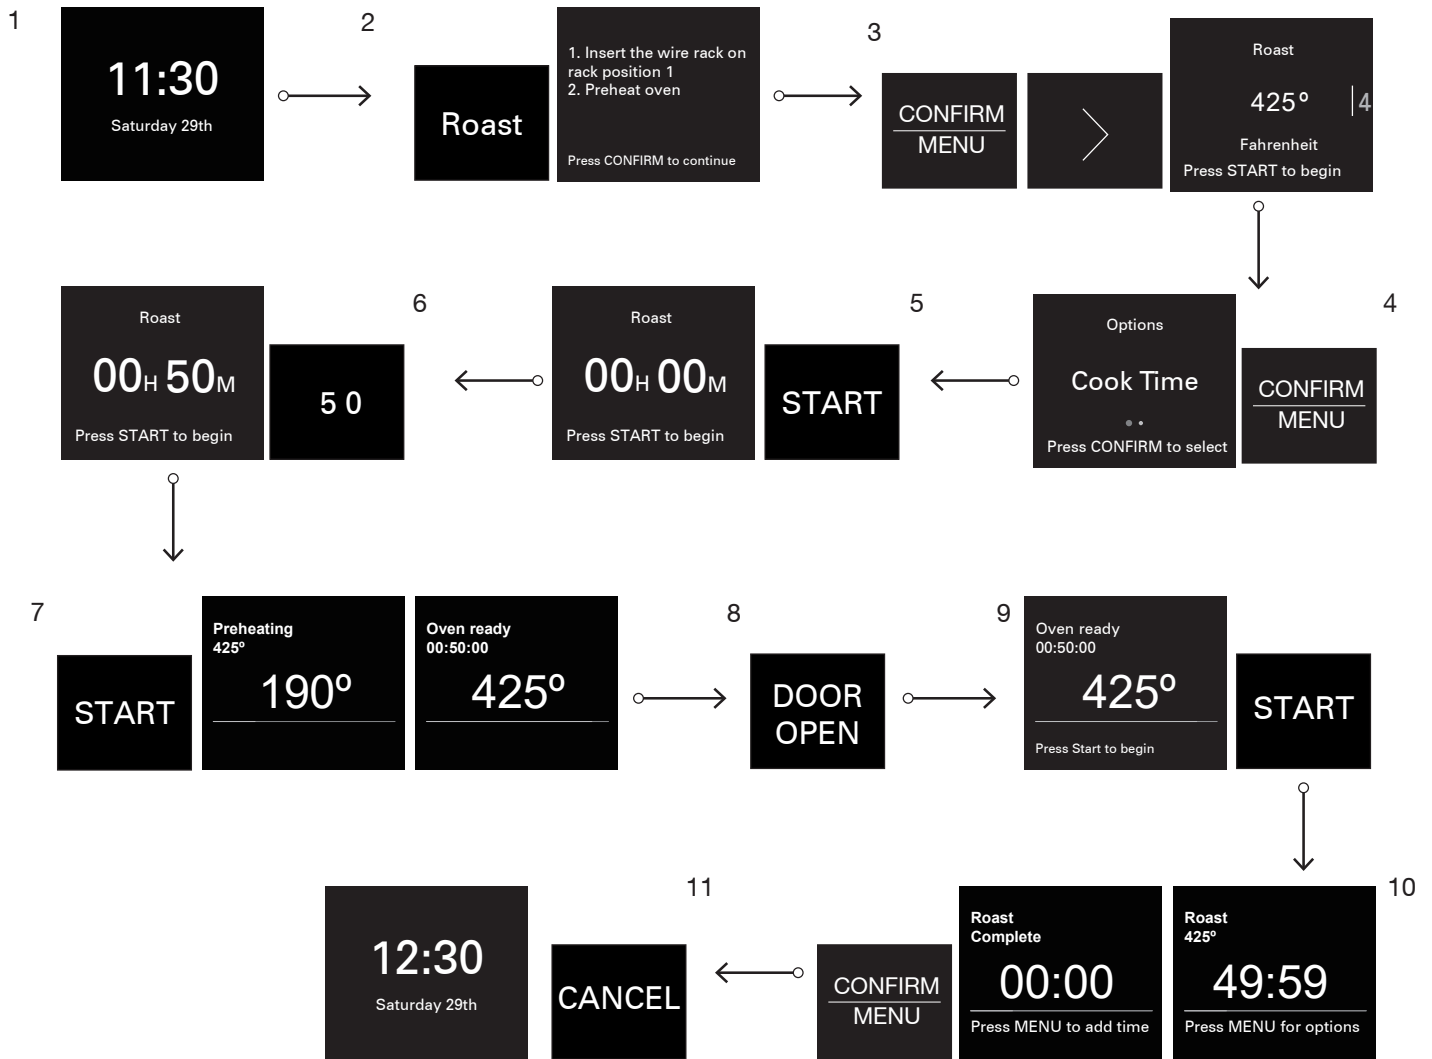 1
11:30
Saturday 29th
2
Roast
1. Insert the wire rack on
rack position 1
2. Preheat oven
Press CONFIRM to continue
3
CONFIRM
MENU
Roast
425º
4
Fahrenheit
Press START to begin
4
Options
Cook Time
Press CONFIRM to select
CONFIRM
MENU
5
Roast
00H 00M
Press START to begin
START
6
Roast
00H 50M
Press START to begin
5 0
7
START
Preheating
425º
190º
Oven ready
00:50:00
425º
8
DOOR
OPEN
9
Oven ready
00:50:00
425º
Press Start to begin
START
10
Roast
425º
49:59
Press MENU for options
Roast
Complete
00:00
Press MENU to add time
CONFIRM
MENU
11
CANCEL
12:30
Saturday 29th